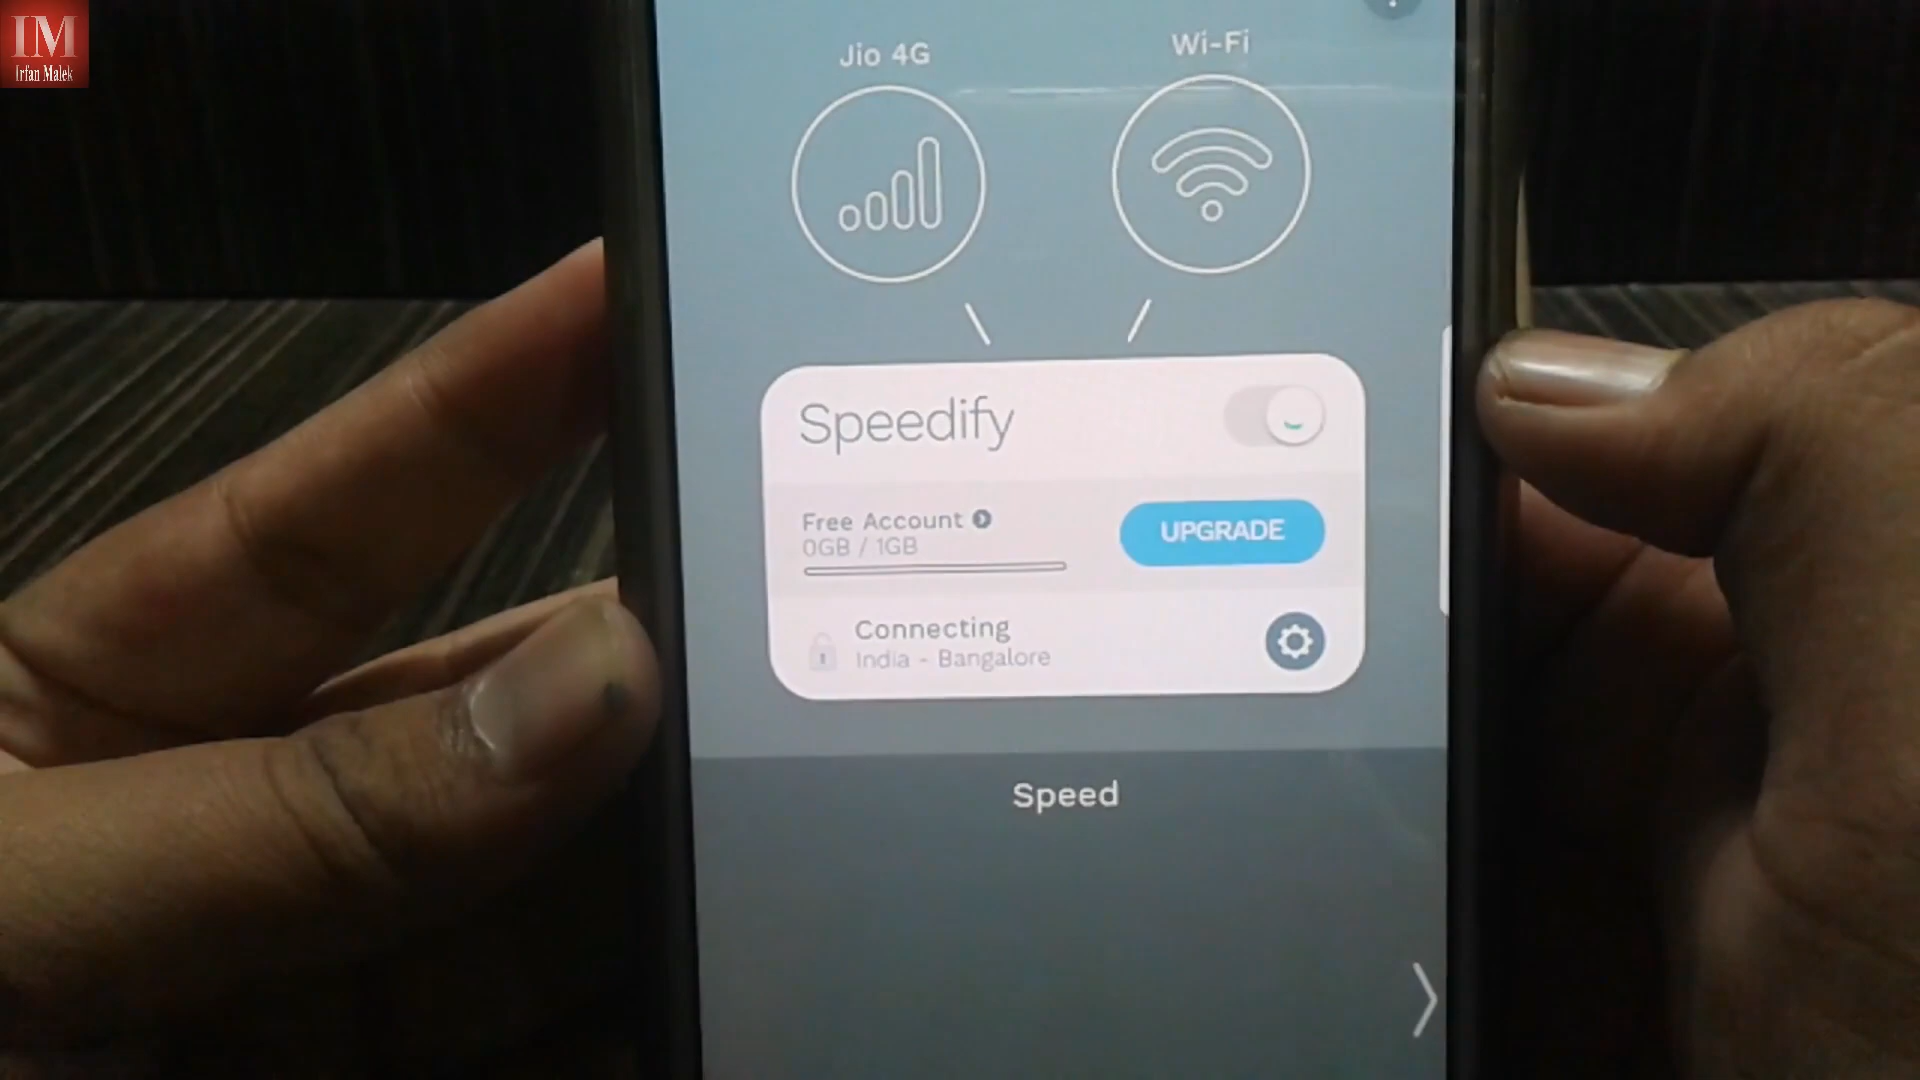 IM
Irfan Malek
Jio 4G
Wi-Fi
Speedify
Free Account
0GB / 1GB
UPGRADE
Connecting
India - Bangalore
Speed